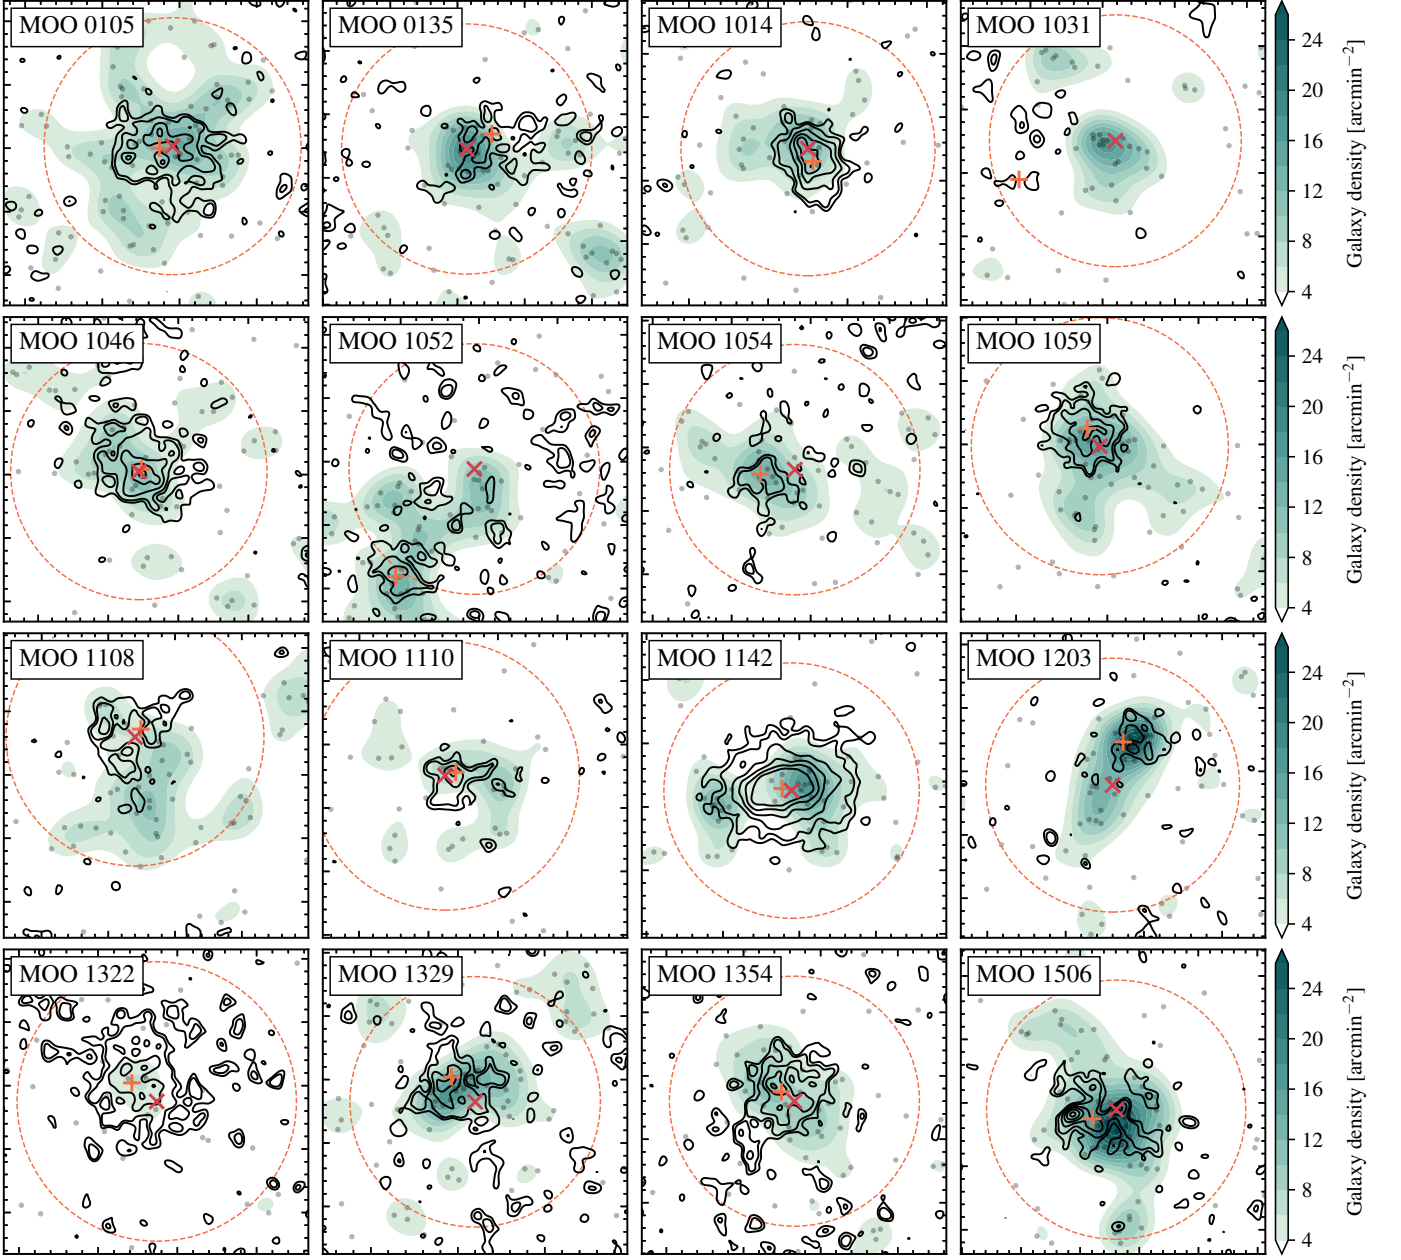 MOO 0105
MOO 0135
MOO 1014
MOO 1031
24
20
16
12
8
4
Galaxy density [arcmin⁻²]
MOO 1046
MOO 1052
MOO 1054
MOO 1059
24
20
16
12
8
4
Galaxy density [arcmin⁻²]
MOO 1108
MOO 1110
MOO 1142
MOO 1203
24
20
16
12
8
4
Galaxy density [arcmin⁻²]
MOO 1322
MOO 1329
MOO 1354
MOO 1506
24
20
16
12
8
4
Galaxy density [arcmin⁻²]